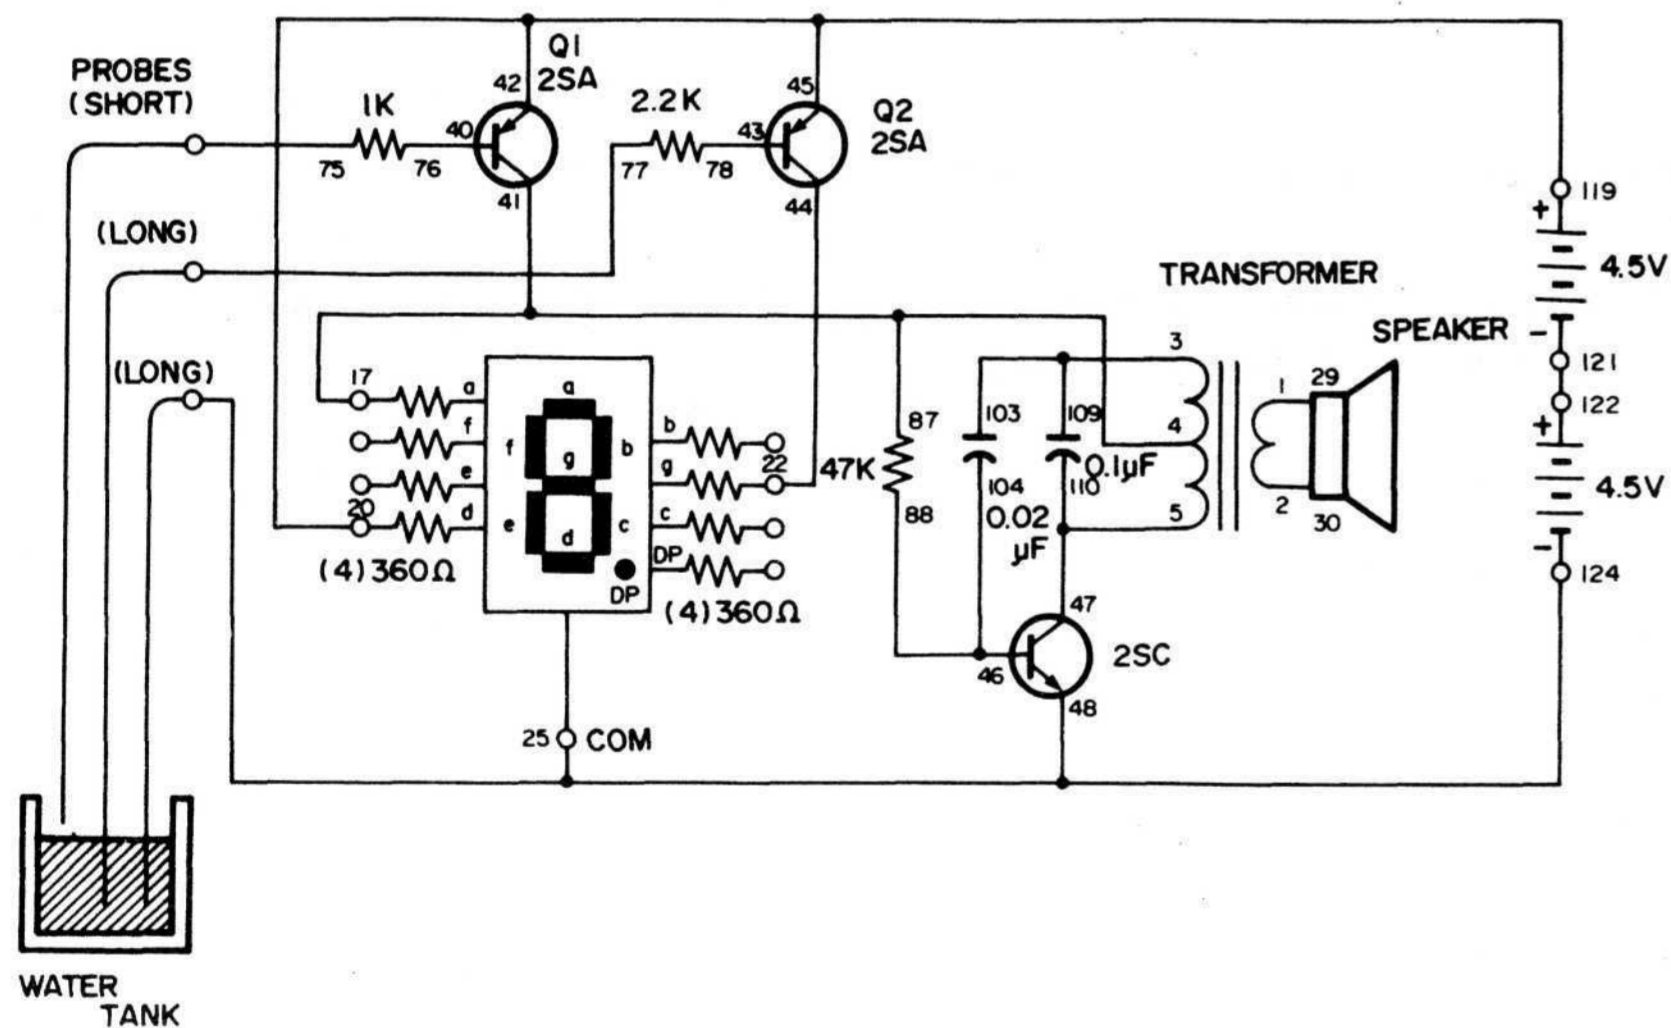 PROBES
(SHORT)
1K
75
76
40
42
Q1
2SA
41
2.2K
77
78
43
45
Q2
2SA
44
(LONG)
(LONG)
17
a
f
e
20
d
(4)360Ω
a
f
g
b
e
d
c
DP
b
g
22
c
DP
(4)360Ω
25
COM
47K
87
88
103
104
0.02
µF
109
110
0.1µF
TRANSFORMER
3
4
5
1
2
SPEAKER
29
30
46
47
48
2SC
119
+
4.5V
-
121
122
+
4.5V
-
124
WATER
TANK